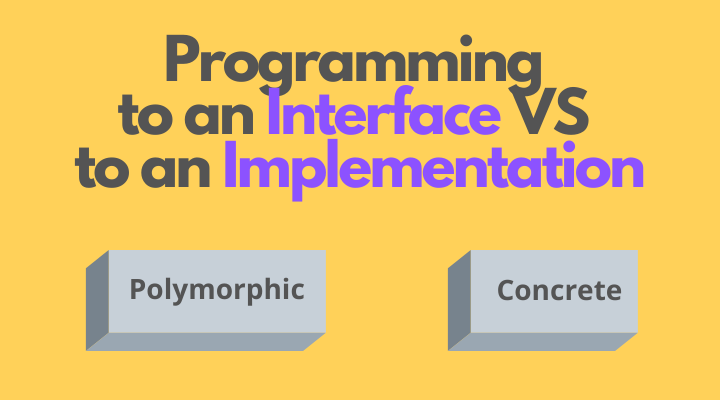 Programming
to an Interface VS
to an Implementation
Polymorphic
Concrete